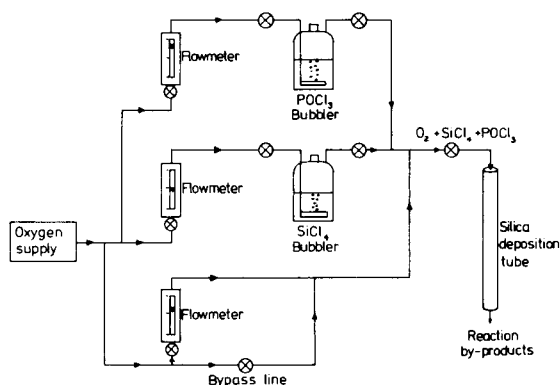 Flowmeter
POCl₃
Bubbler
O₂ + SiCl₄ + POCl₃
Flowmeter
SiCl₄
Bubbler
Oxygen
supply
Silica
deposition
tube
Flowmeter
Reaction
by-products
Bypass line